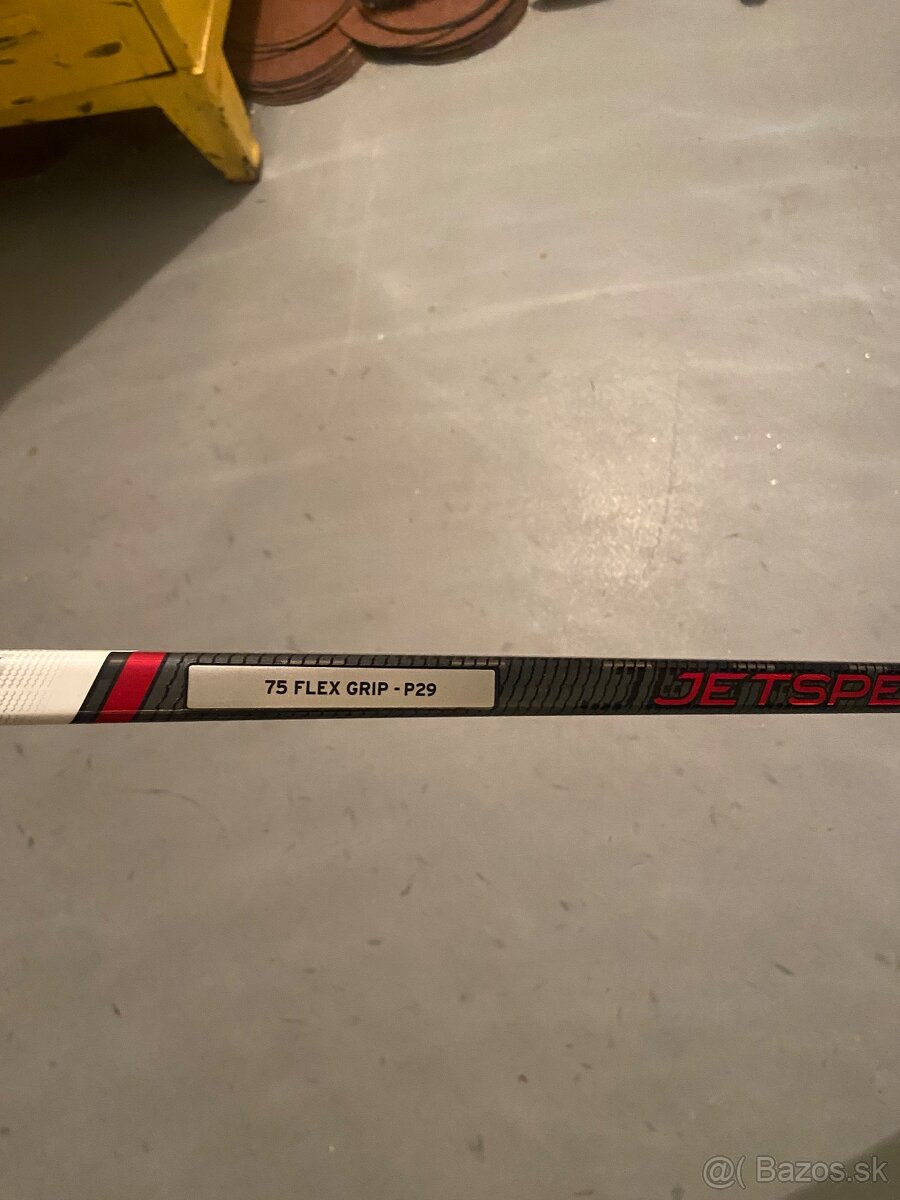 75 FLEX GRIP - P29
JETSPE
@( Bazos.sk